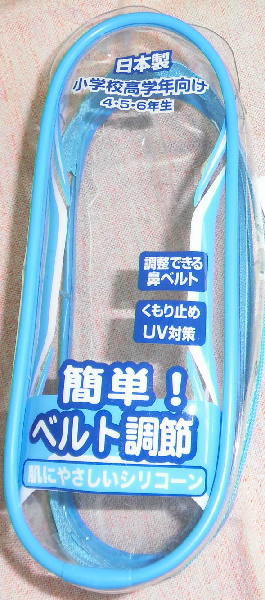 日本製
小学校高学年向け
4・5・6年生
調整できる
鼻ベルト
くもり止め
UV対策
簡単！
ベルト調節
肌にやさしいシリコーン